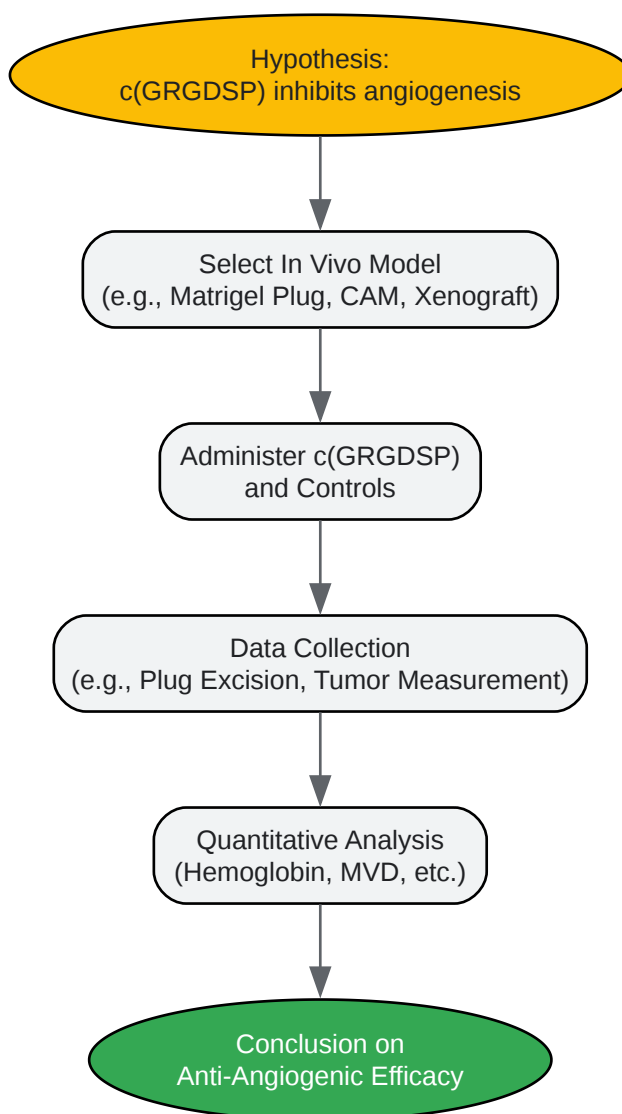 Hypothesis:
c(GRGDSP) inhibits angiogenesis
Select In Vivo Model
(e.g., Matrigel Plug, CAM, Xenograft)
Administer c(GRGDSP)
and Controls
Data Collection
(e.g., Plug Excision, Tumor Measurement)
Quantitative Analysis
(Hemoglobin, MVD, etc.)
Conclusion on
Anti-Angiogenic Efficacy